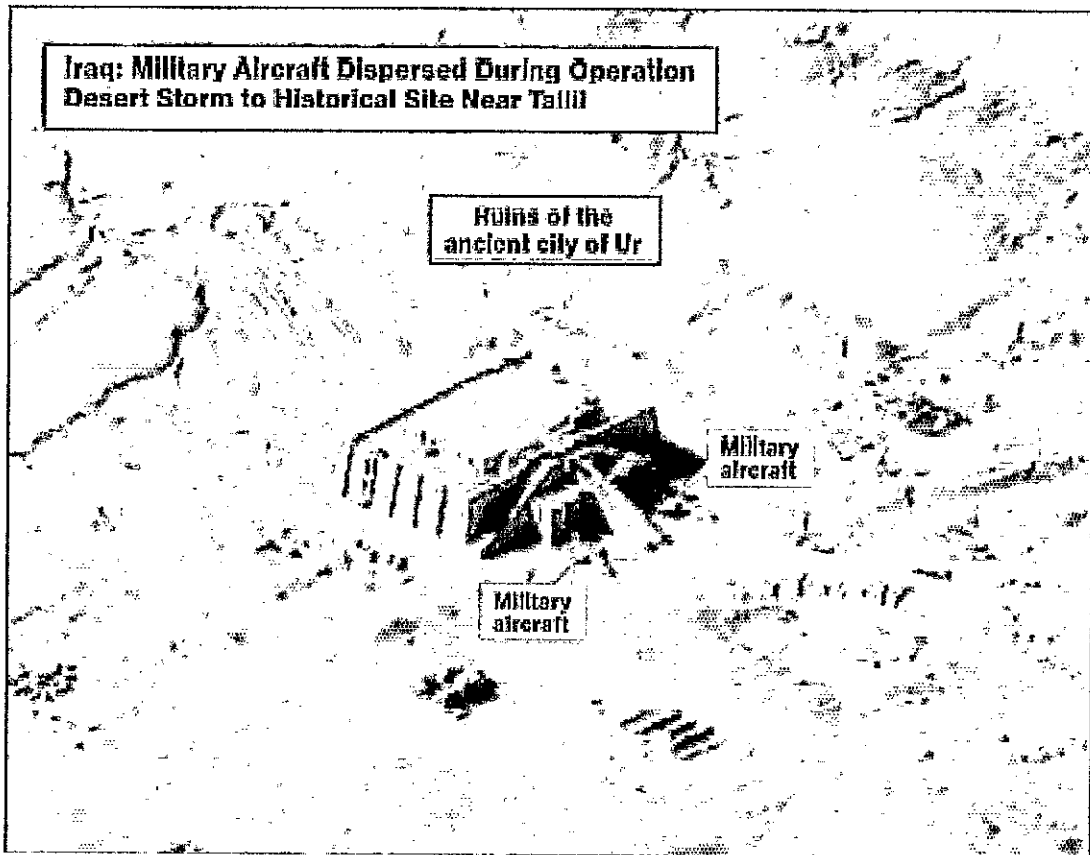 Iraq: Military Aircraft Dispersed During Operation
Desert Storm to Historical Site Near Tallil
Ruins of the
ancient city of Ur
Military
aircraft
Military
aircraft